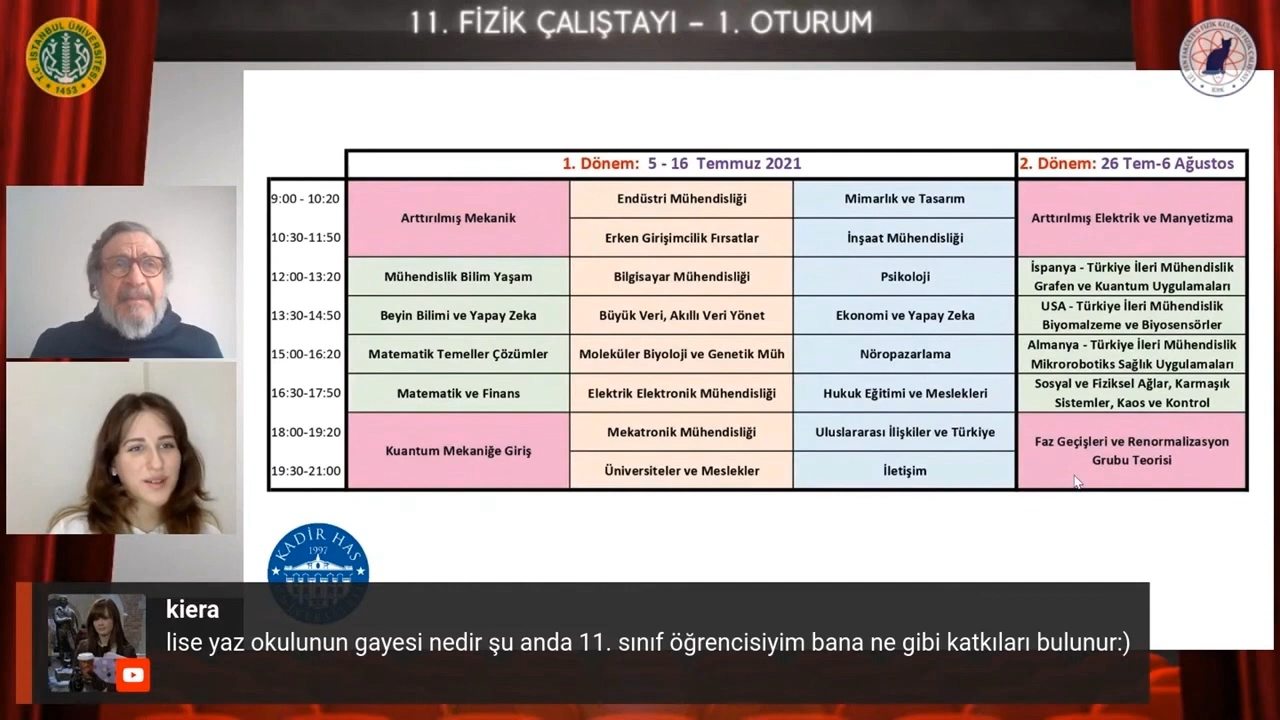 11. FİZİK ÇALIŞTAYI – 1. OTURUM
T.C. İSTANBUL ÜNİVERSİTESİ
1453
1. Dönem: 5 - 16 Temmuz 2021
2. Dönem: 26 Tem-6 Ağustos
9:00 - 10:20
Arttırılmış Mekanik
Endüstri Mühendisliği
Mimarlık ve Tasarım
Arttırılmış Elektrik ve Manyetizma
10:30-11:50
Erken Girişimcilik Fırsatlar
İnşaat Mühendisliği
12:00-13:20
Mühendislik Bilim Yaşam
Bilgisayar Mühendisliği
Psikoloji
İspanya - Türkiye İleri Mühendislik
Grafen ve Kuantum Uygulamaları
13:30-14:50
Beyin Bilimi ve Yapay Zeka
Büyük Veri, Akıllı Veri Yönet
Ekonomi ve Yapay Zeka
USA - Türkiye İleri Mühendislik
Biyomalzeme ve Biyosensörler
15:00-16:20
Matematik Temeller Çözümler
Moleküler Biyoloji ve Genetik Müh
Nöropazarlama
Almanya - Türkiye İleri Mühendislik
Mikrorobotiks Sağlık Uygulamaları
16:30-17:50
Matematik ve Finans
Elektrik Elektronik Mühendisliği
Hukuk Eğitimi ve Meslekleri
Sosyal ve Fiziksel Ağlar, Karmaşık
Sistemler, Kaos ve Kontrol
18:00-19:20
Kuantum Mekaniğe Giriş
Mekatronik Mühendisliği
Uluslararası İlişkiler ve Türkiye
Faz Geçişleri ve Renormalizasyon
Grubu Teorisi
19:30-21:00
Üniversiteler ve Meslekler
İletişim
KADİR HAS
1997
kiera
lise yaz okulunun gayesi nedir şu anda 11. sınıf öğrencisiyim bana ne gibi katkıları bulunur:)